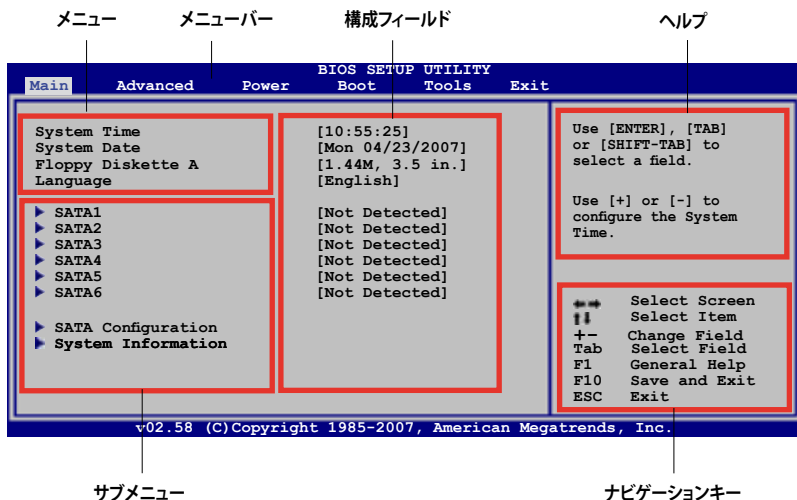 メニュー メニューバー 構成フィールド ヘルプ
BIOS SETUP UTILITY
Main Advanced Power Boot Tools Exit
System Time [10:55:25]
System Date [Mon 04/23/2007]
Floppy Diskette A [1.44M, 3.5 in.]
Language [English]
SATA1 [Not Detected]
SATA2 [Not Detected]
SATA3 [Not Detected]
SATA4 [Not Detected]
SATA5 [Not Detected]
SATA6 [Not Detected]
SATA Configuration
System Information
Use [ENTER], [TAB]
or [SHIFT-TAB] to
select a field.
Use [+] or [-] to
configure the System
Time.
←→ Select Screen
↑↓ Select Item
+- Change Field
Tab Select Field
F1 General Help
F10 Save and Exit
ESC Exit
v02.58 (C)Copyright 1985-2007, American Megatrends, Inc.
サブメニュー ナビゲーションキー